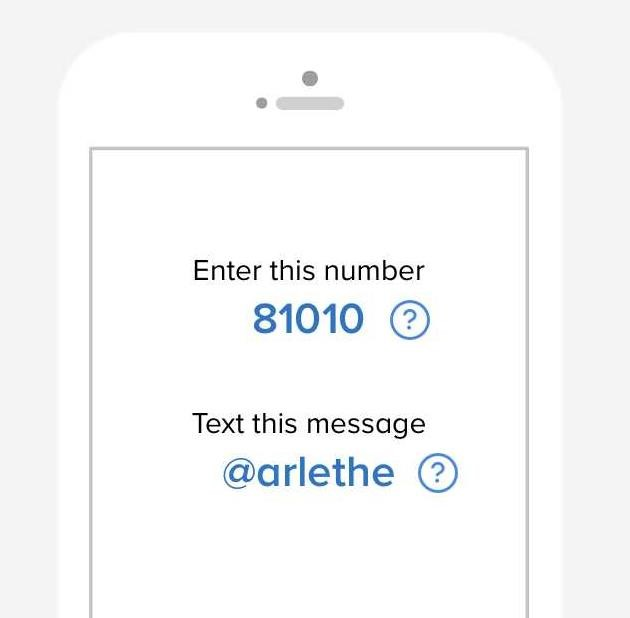 Enter this number
81010 ?
Text this message
@arlethe ?